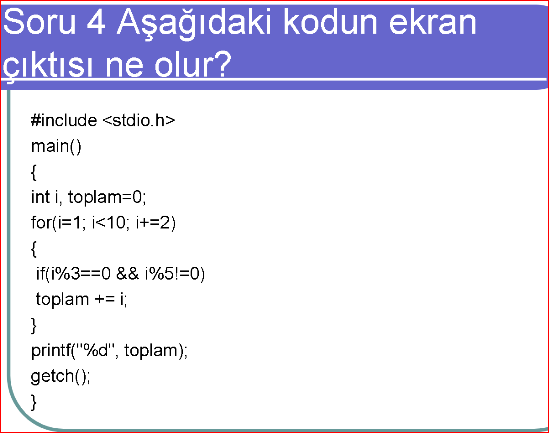 Soru 4 Aşağıdaki kodun ekran
çıktısı ne olur?
#include <stdio.h>
main()
{
int i, toplam=0;
for(i=1; i<10; i+=2)
{
if(i%3==0 && i%5!=0)
toplam += i;
}
printf("%d", toplam);
getch();
}